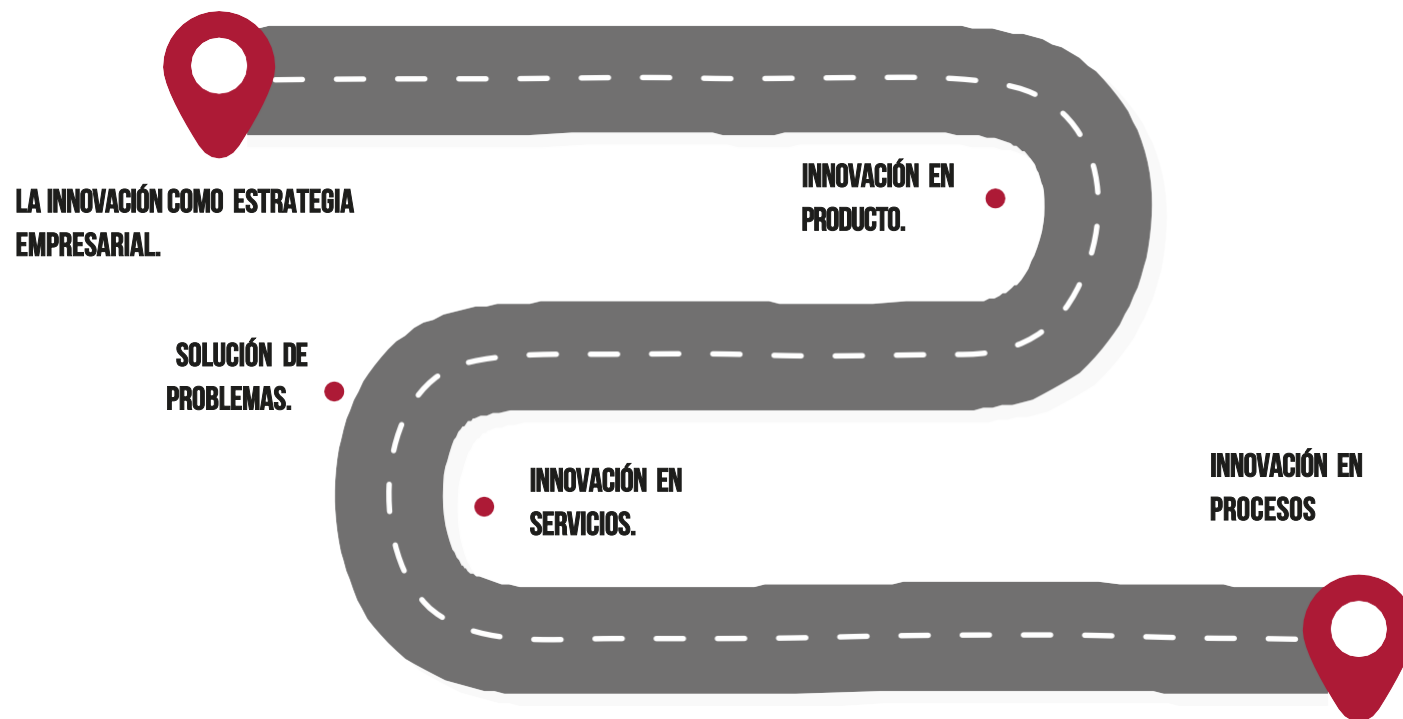 LA INNOVACIÓN COMO ESTRATEGIA
EMPRESARIAL.
INNOVACIÓN EN
PRODUCTO.
SOLUCIÓN DE
PROBLEMAS.
INNOVACIÓN EN
SERVICIOS.
INNOVACIÓN EN
PROCESOS